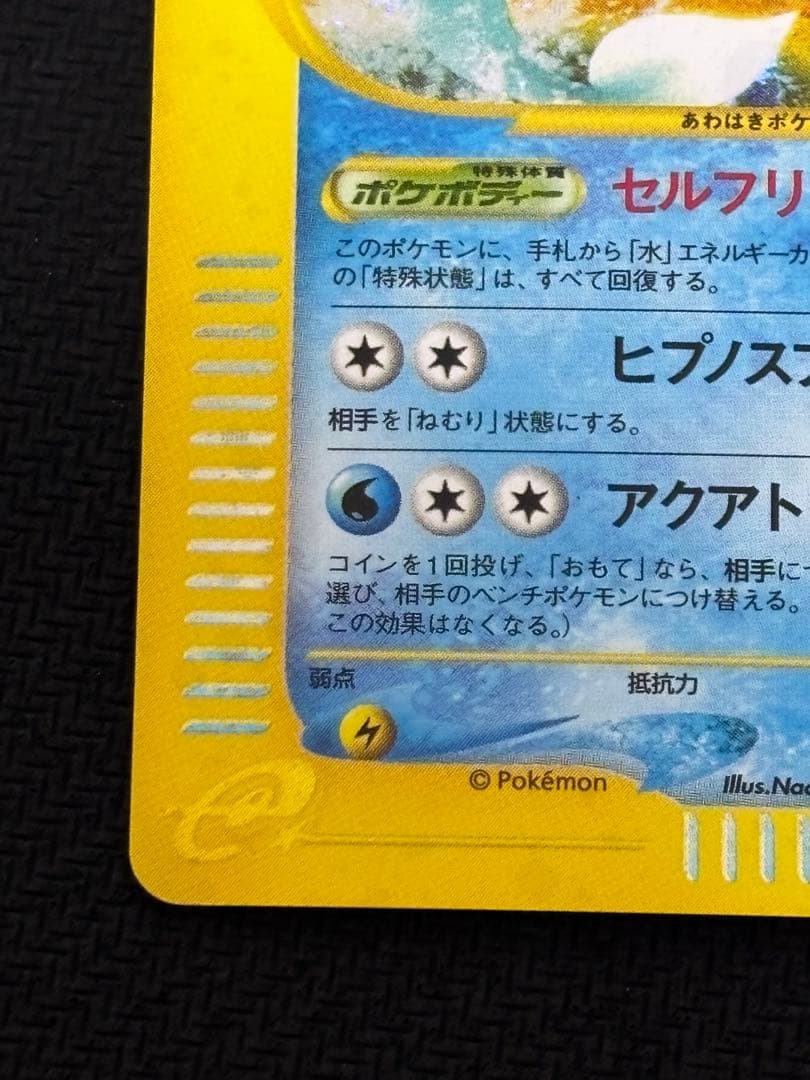 あわはきポケ
特殊体質
ポケボディー セルフリ
このポケモンに、手札から「水」エネルギーカ
の「特殊状態」は、すべて回復する。
ヒプノスプ
相手を「ねむり」状態にする。
アクアト
コインを1回投げ、「おもて」なら、相手に
選び、相手のベンチポケモンにつけ替える。
この効果はなくなる。)
弱点 抵抗力
© Pokémon Illus.Nao
e